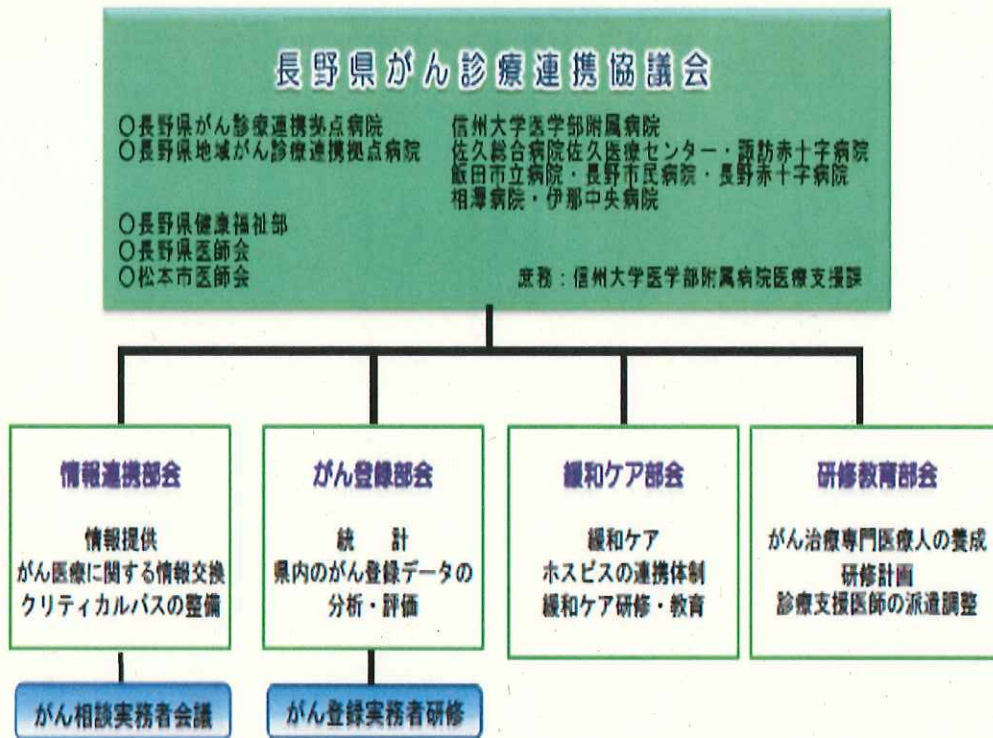 長野県がん診療連携協議会
○長野県がん診療連携拠点病院 信州大学医学部附属病院
○長野県地域がん診療連携拠点病院 佐久総合病院佐久医療センター・諏訪赤十字病院
飯田市立病院・長野市民病院・長野赤十字病院
相澤病院・伊那中央病院
○長野県健康福祉部
○長野県医師会
○松本市医師会 庶務：信州大学医学部附属病院医療支援課
情報連携部会
情報提供
がん医療に関する情報交換
クリティカルパスの整備
がん登録部会
統 計
県内のがん登録データの
分析・評価
緩和ケア部会
緩和ケア
ホスピスの連携体制
緩和ケア研修・教育
研修教育部会
がん治療専門医療人の養成
研修計画
診療支援医師の派遣調整
がん相談実務者会議
がん登録実務者研修